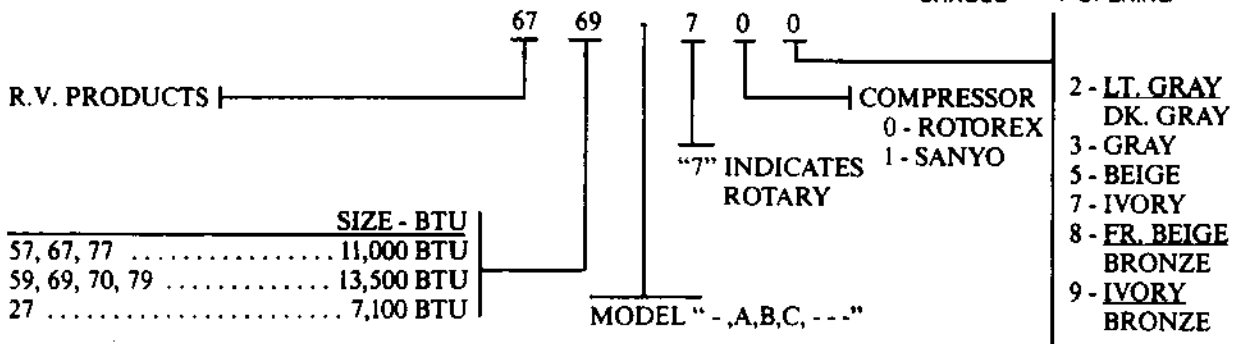 67 69 - 7 0 0
R.V. PRODUCTS
COMPRESSOR
0 - ROTOREX
1 - SANYO
"7" INDICATES
ROTARY
2 - LT. GRAY
DK. GRAY
3 - GRAY
5 - BEIGE
7 - IVORY
8 - FR. BEIGE
BRONZE
9 - IVORY
BRONZE
SIZE - BTU
57, 67, 77 ................ 11,000 BTU
59, 69, 70, 79 ............. 13,500 BTU
27 ........................ 7,100 BTU
MODEL " - ,A,B,C, - - -"